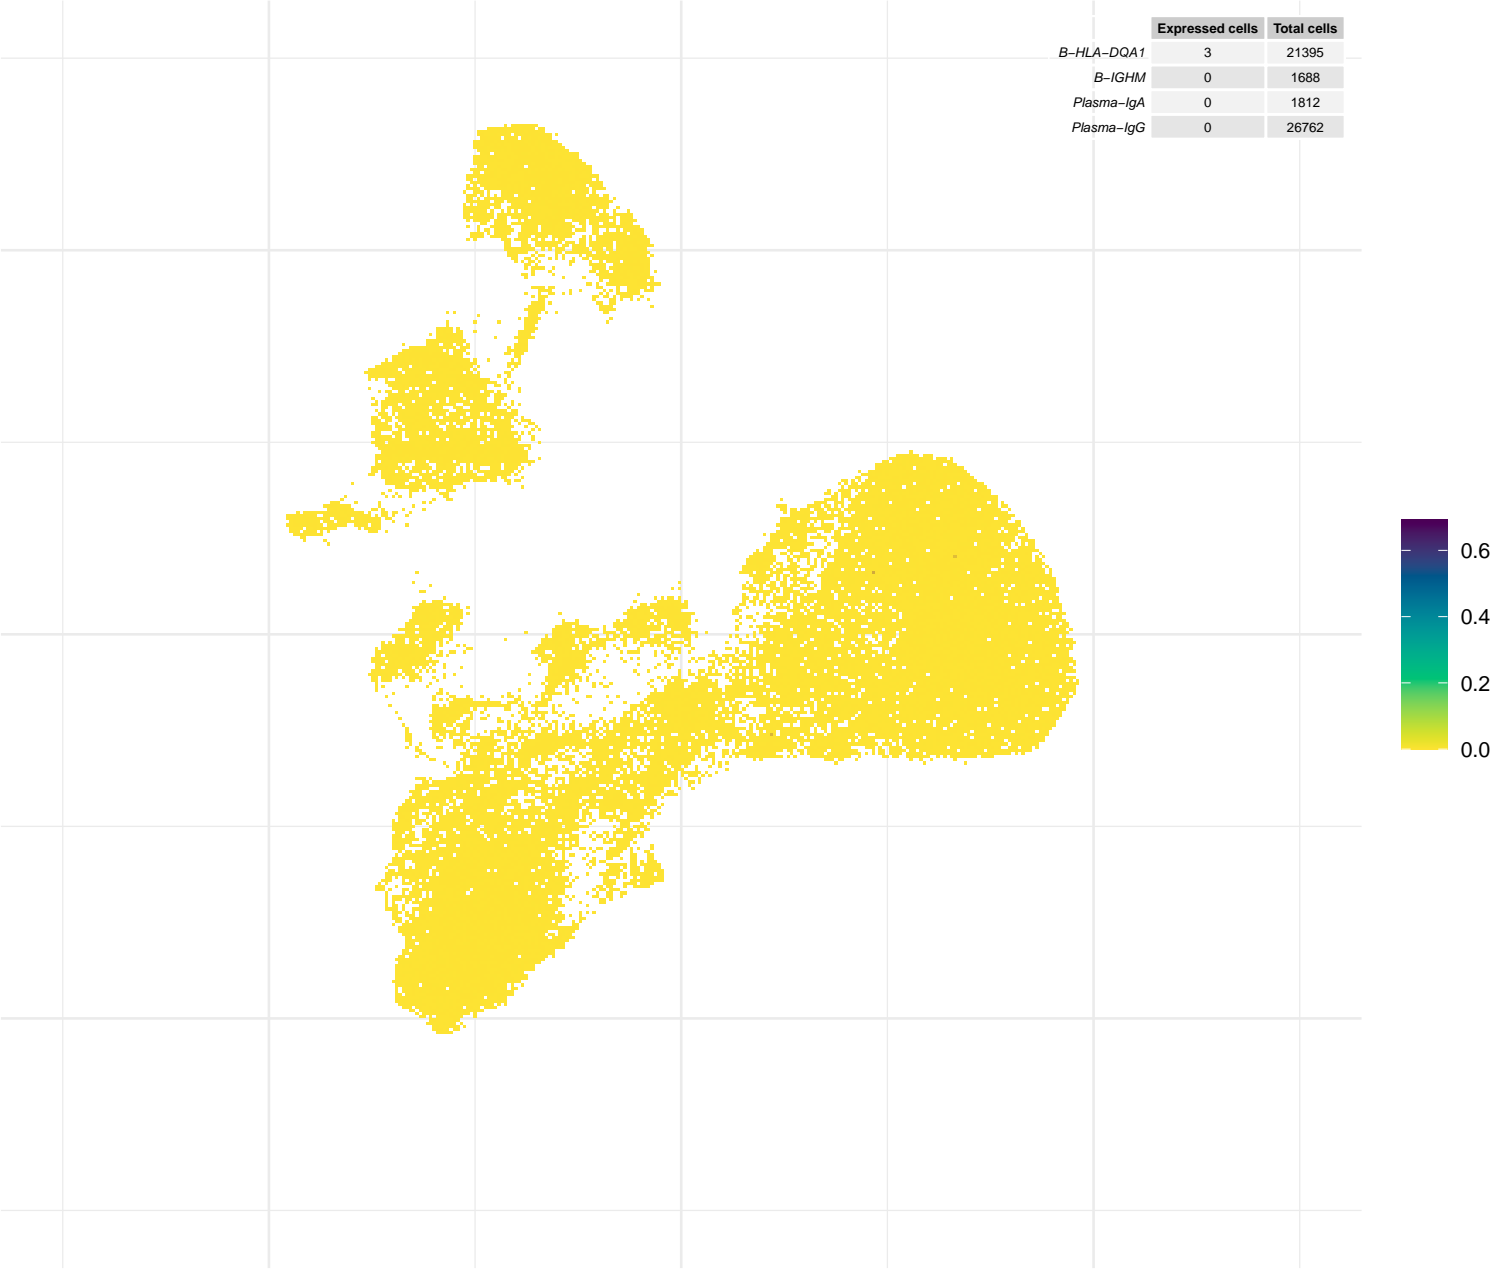 Expressed cells Total cells
B−HLA−DQA1 3 21395
B−IGHM 0 1688
Plasma−IgA 0 1812
Plasma−IgG 0 26762
0.6
0.4
0.2
0.0